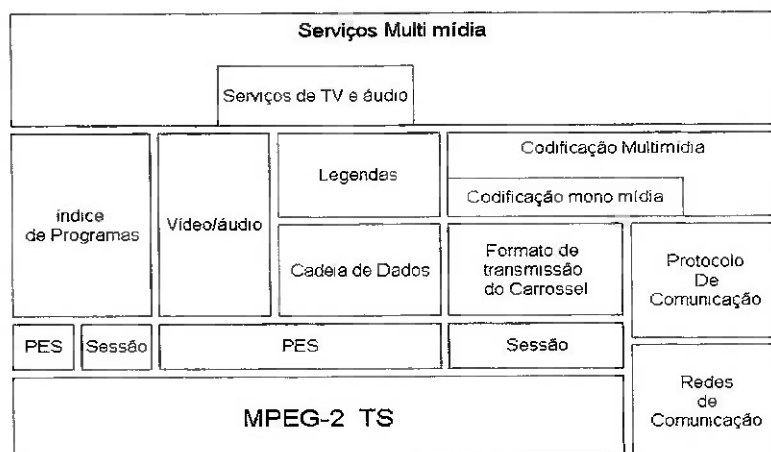 Serviços Multi mídia
Serviços de TV e áudio
índice
de Programas
Vídeo/áudio
Legendas
Cadeia de Dados
Codificação Multimídia
Codificação mono mídia
Formato de
transmissão
do Carrossel
Protocolo
De
Comunicação
PES
Sessão
PES
Sessão
MPEG-2 TS
Redes
de
Comunicação